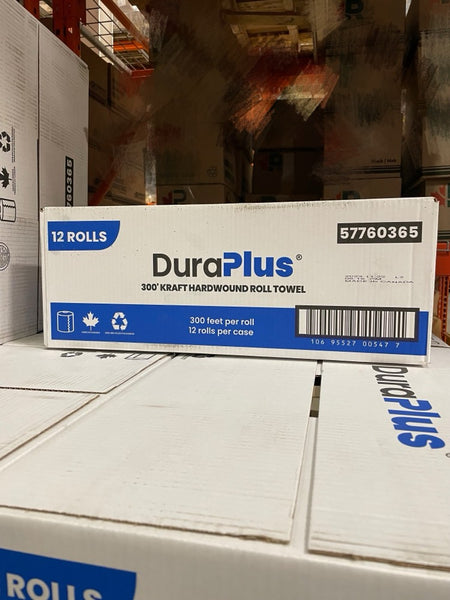 12 ROLLS
57760365
DuraPlus®
300' KRAFT HARDWOUND ROLL TOWEL
MADE IN CANADA
300 feet per roll
12 rolls per case
106 95527 00547 7
60365
DuraPlus
ROLLS